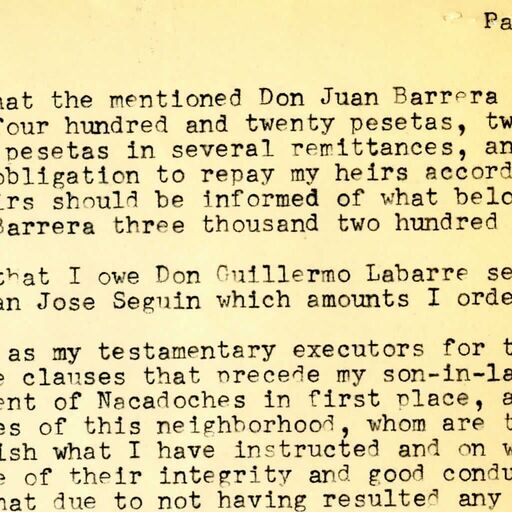 Pa
hat the mentioned Don Juan Barrera
four hundred and twenty pesetas, tw
pesetas in several remittances, an
obligation to repay my heirs accord
irs should be informed of what belo
Barrera three thousand two hundred
that I owe Don Guillermo Labarre se
an Jose Seguin which amounts I orde
as my testamentary executors for t
e clauses that precede my son-in-la
ent of Nacadoches in first place, a
es of this neighborhood, whom are t
ish what I have instructed and on w
e of their integrity and good condu
hat due to not having resulted any